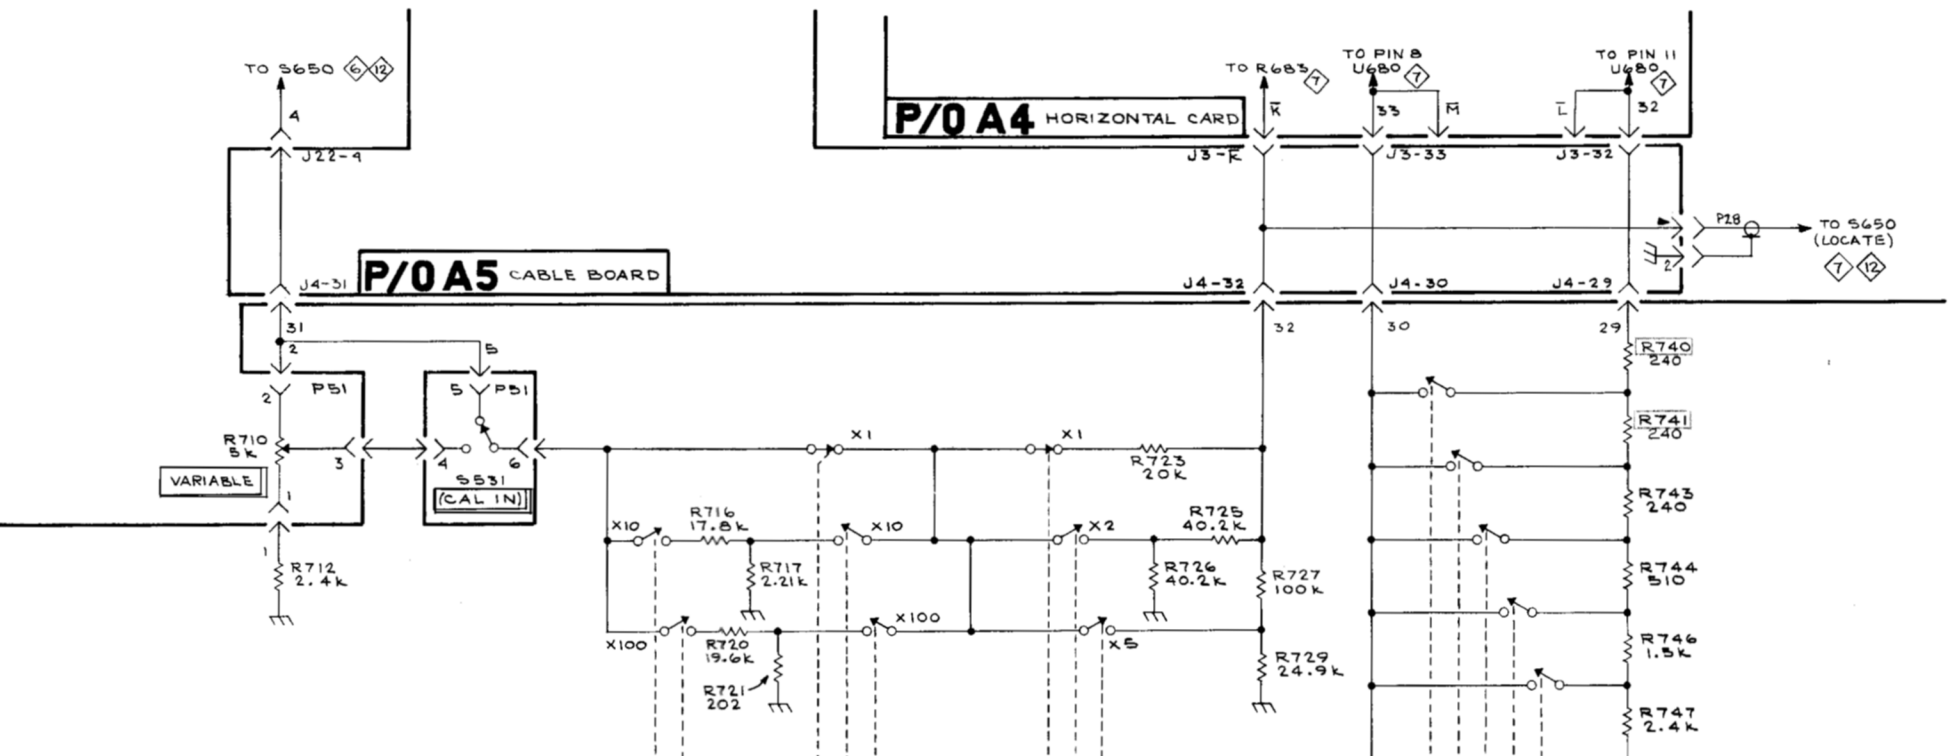 TO S650 6 12
4
J22-4
P/O A4 HORIZONTAL CARD
TO R683 7
TO PIN 8
U680 7
TO PIN 11
U680 7
K 33 M L 32
J3-K J3-33 J3-32
P28
TO S650
(LOCATE)
7 12
2
P/O A5 CABLE BOARD
J4-31 J4-32 J4-30 J4-29
31 32 30 29
2 5
2 P51
5 P51
R710
5K
VARIABLE
3 4 6
1
S531
(CAL IN)
1
R712
2.4K
X1 X1
R723
20K
X10
R716
17.8K
X10
X2
R725
40.2K
R717
2.21K
R726
40.2K
R727
100K
X100
R720
19.6K
X100
X5
R721
202
R729
24.9K
R740
240
R741
240
R743
240
R744
510
R746
1.5K
R747
2.4K